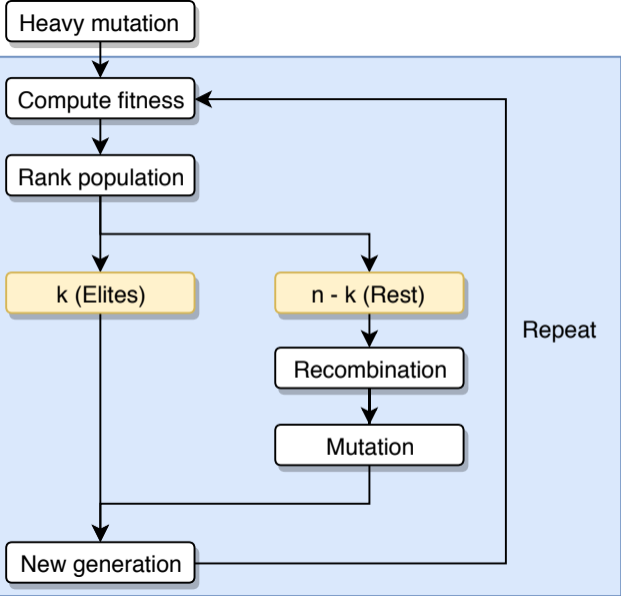 Heavy mutation
Compute fitness
Rank population
k (Elites)
n - k (Rest)
Repeat
Recombination
Mutation
New generation